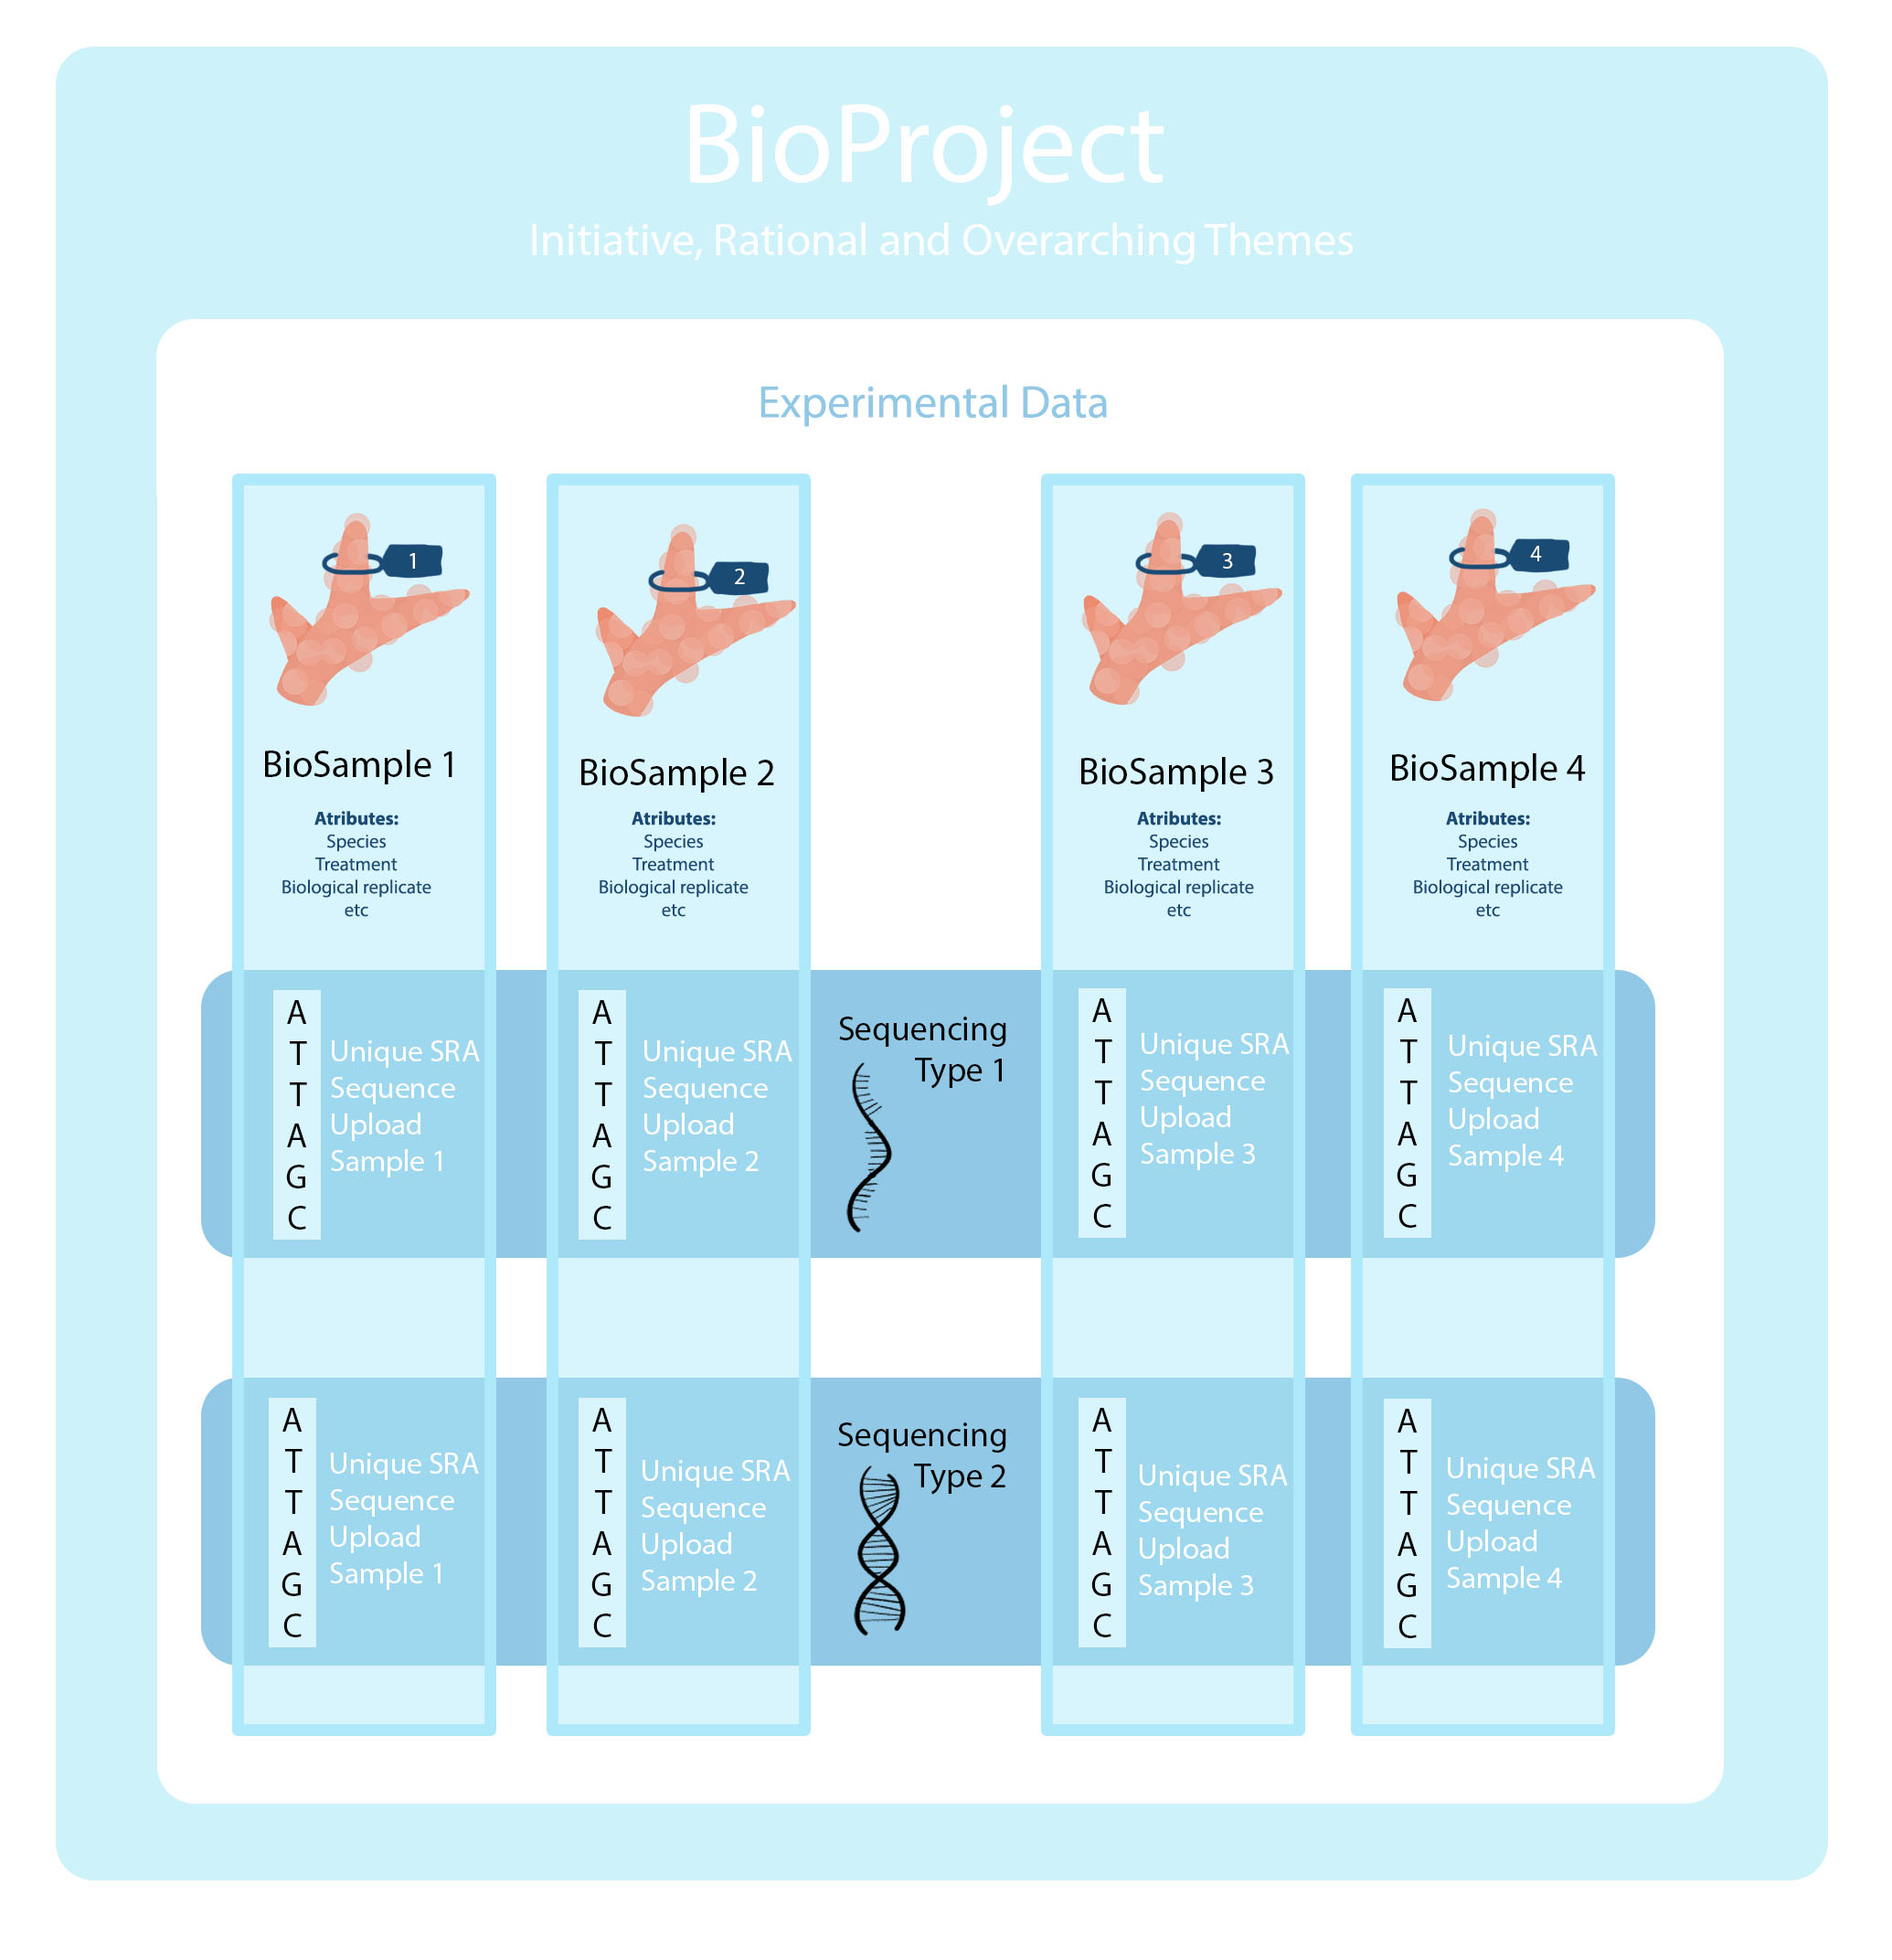 BioProject
Initiative, Rational and Overarching Themes
Experimental Data
1
2
3
4
BioSample 1
Atributes:
Species
Treatment
Biological replicate
etc
BioSample 2
Atributes:
Species
Treatment
Biological replicate
etc
BioSample 3
Atributes:
Species
Treatment
Biological replicate
etc
BioSample 4
Atributes:
Species
Treatment
Biological replicate
etc
A
T
T
A
G
C
Unique SRA
Sequence
Upload
Sample 1
A
T
T
A
G
C
Unique SRA
Sequence
Upload
Sample 2
Sequencing
Type 1
A
T
T
A
G
C
Unique SRA
Sequence
Upload
Sample 3
A
T
T
A
G
C
Unique SRA
Sequence
Upload
Sample 4
A
T
T
A
G
C
Unique SRA
Sequence
Upload
Sample 1
A
T
T
A
G
C
Unique SRA
Sequence
Upload
Sample 2
Sequencing
Type 2
A
T
T
A
G
C
Unique SRA
Sequence
Upload
Sample 3
A
T
T
A
G
C
Unique SRA
Sequence
Upload
Sample 4